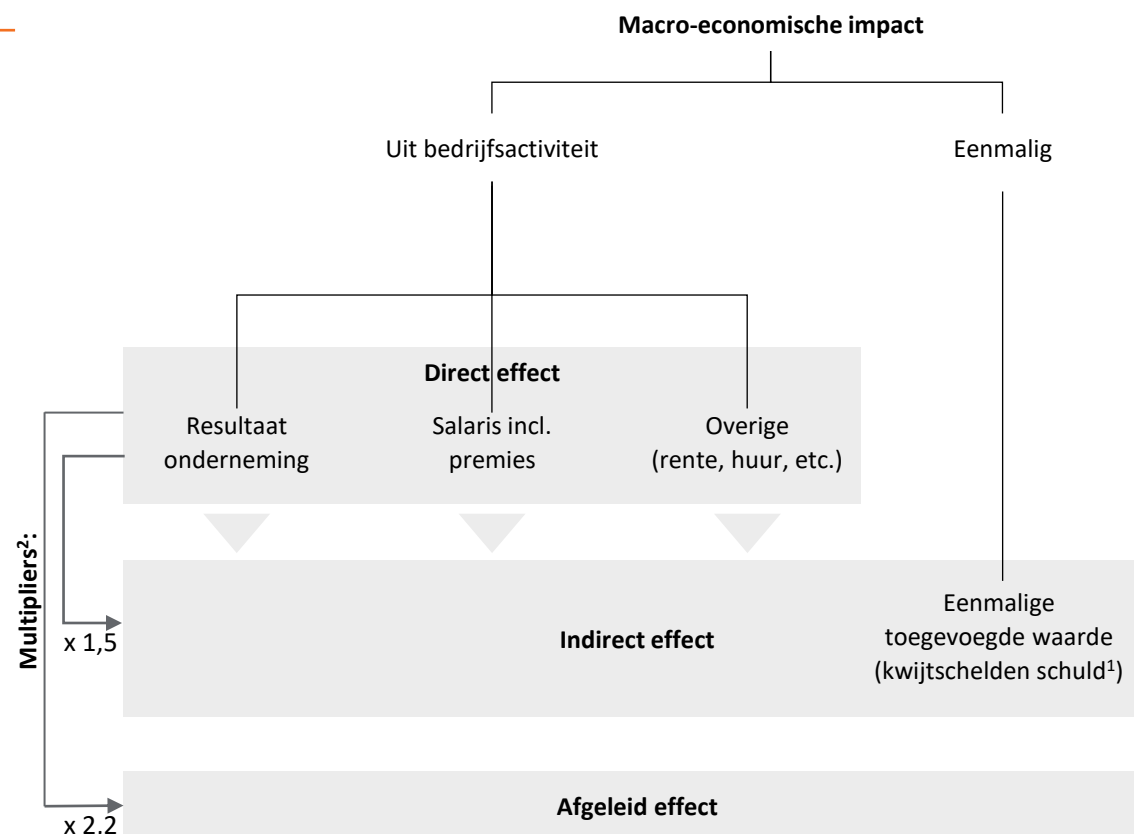 Macro-economische impact
Uit bedrijfsactiviteit
Eenmalig
Direct effect
Resultaat
onderneming
Salaris incl.
premies
Overige
(rente, huur, etc.)
Multipliers²:
x 1,5
Indirect effect
Eenmalige
toegevoegde waarde
(kwijtschelden schuld¹)
x 2,2
Afgeleid effect